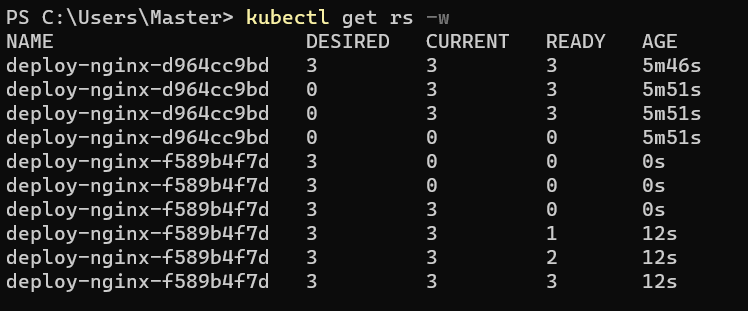 PS C:\Users\Master> kubectl get rs -w
NAME DESIRED CURRENT READY AGE
deploy-nginx-d964cc9bd 3 3 3 5m46s
deploy-nginx-d964cc9bd 0 3 3 5m51s
deploy-nginx-d964cc9bd 0 3 3 5m51s
deploy-nginx-d964cc9bd 0 0 0 5m51s
deploy-nginx-f589b4f7d 3 0 0 0s
deploy-nginx-f589b4f7d 3 0 0 0s
deploy-nginx-f589b4f7d 3 3 0 0s
deploy-nginx-f589b4f7d 3 3 1 12s
deploy-nginx-f589b4f7d 3 3 2 12s
deploy-nginx-f589b4f7d 3 3 3 12s